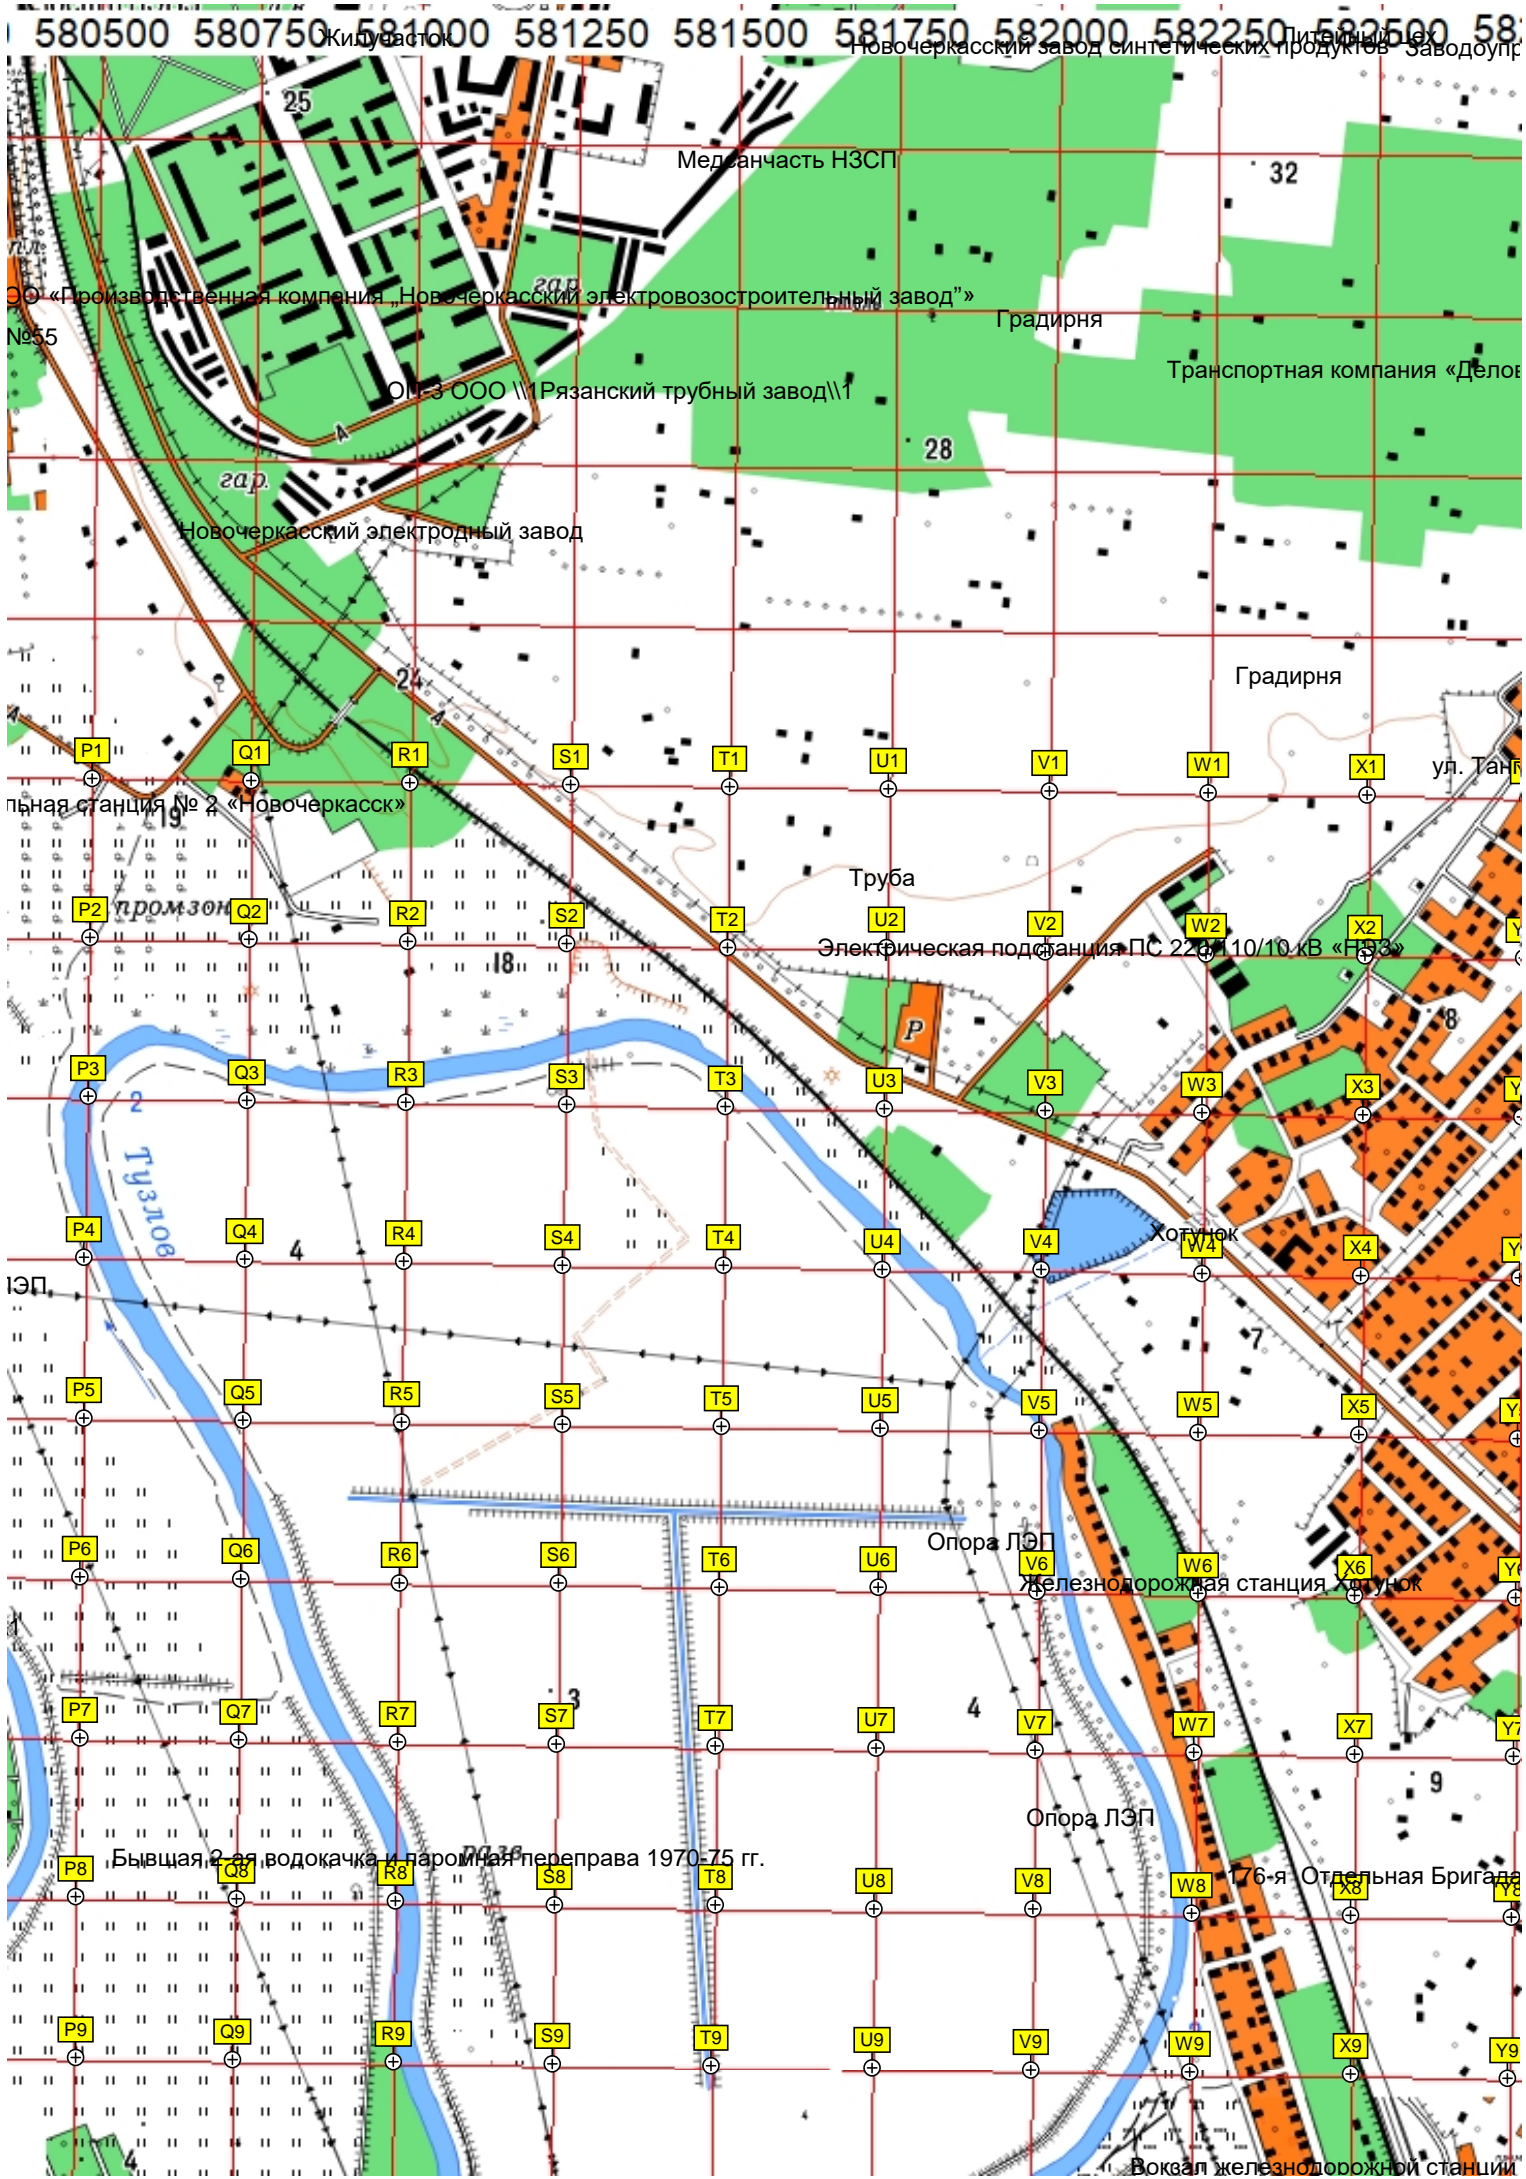 580500 580750 581000 581250 581500 581750 582000 582250 582500
Жилучасток
Литейный цех
Новочеркасский завод синтетических продуктов
25
Медсанчасть НЗСП
32
пл.
гар.
«Производственная компания „Новочеркасский электровозостроительный завод”»
Градирня
№55
Транспортная компания
ОП-3 ООО \\1Рязанский трубный завод\\1
А
28
гар.
Новочеркасский электродный завод
24
Градирня
А
А
P1 Q1 R1 S1 T1 U1 V1 W1 X1
ул.
станция № 2 «Новочеркасск»
19
Труба
промзон
P2 Q2 R2 S2 T2 U2 V2 W2 X2
Электрическая подстанция ПС 220/110/10 кВ «НЭЗ»
18
Р
8
P3 Q3 R3 S3 T3 U3 V3 W3 X3
2
Тузлов
P4 Q4 R4 S4 T4 U4 V4 W4 X4
Хотунок
4
ЛЭП
7
P5 Q5 R5 S5 T5 U5 V5 W5 X5
Опора ЛЭП
P6 Q6 R6 S6 T6 U6 V6 W6 X6 Y6
Железнодорожная станция Хотунок
3
4
P7 Q7 R7 S7 T7 U7 V7 W7 X7 Y7
9
Опора ЛЭП
разв.
Бывшая 2-ая водокачка и паромная переправа 1970-75 гг.
176-я Отдельная Бригада
P8 Q8 R8 S8 T8 U8 V8 W8 X8 Y8
P9 Q9 R9 S9 T9 U9 V9 W9 X9 Y9
4
4
Вокзал железнодорожной станции